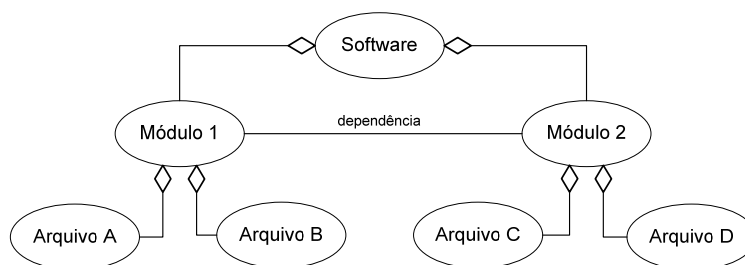 Software
dependência
Módulo 1
Módulo 2
Arquivo A
Arquivo B
Arquivo C
Arquivo D